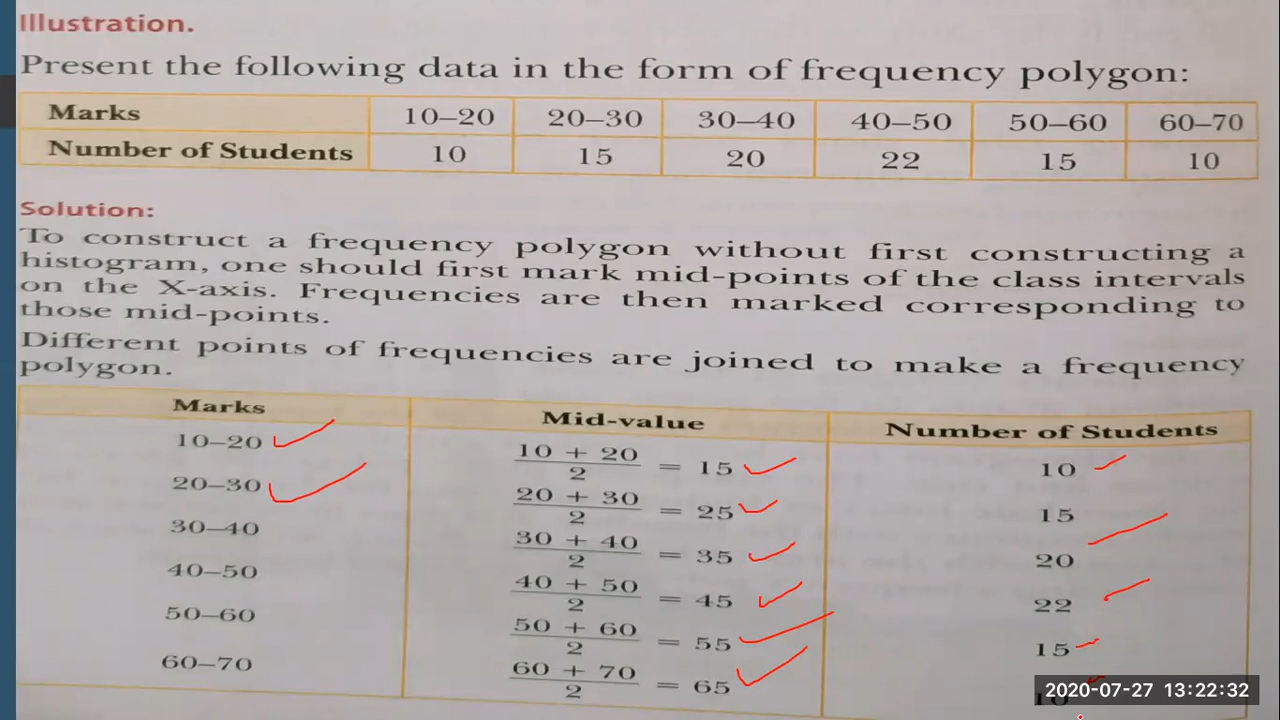 Illustration.
Present the following data in the form of frequency polygon:
Marks 10–20 20–30 30–40 40–50 50–60 60–70
Number of Students 10 15 20 22 15 10
Solution:
To construct a frequency polygon without first constructing a
histogram, one should first mark mid-points of the class intervals
on the X-axis. Frequencies are then marked corresponding to
those mid-points.
Different points of frequencies are joined to make a frequency
polygon.
Marks Mid-value Number of Students
10–20 10 + 20 / 2 = 15 10
20–30 20 + 30 / 2 = 25 15
30–40 30 + 40 / 2 = 35 20
40–50 40 + 50 / 2 = 45 22
50–60 50 + 60 / 2 = 55 15
60–70 60 + 70 / 2 = 65 10
2020-07-27 13:22:32